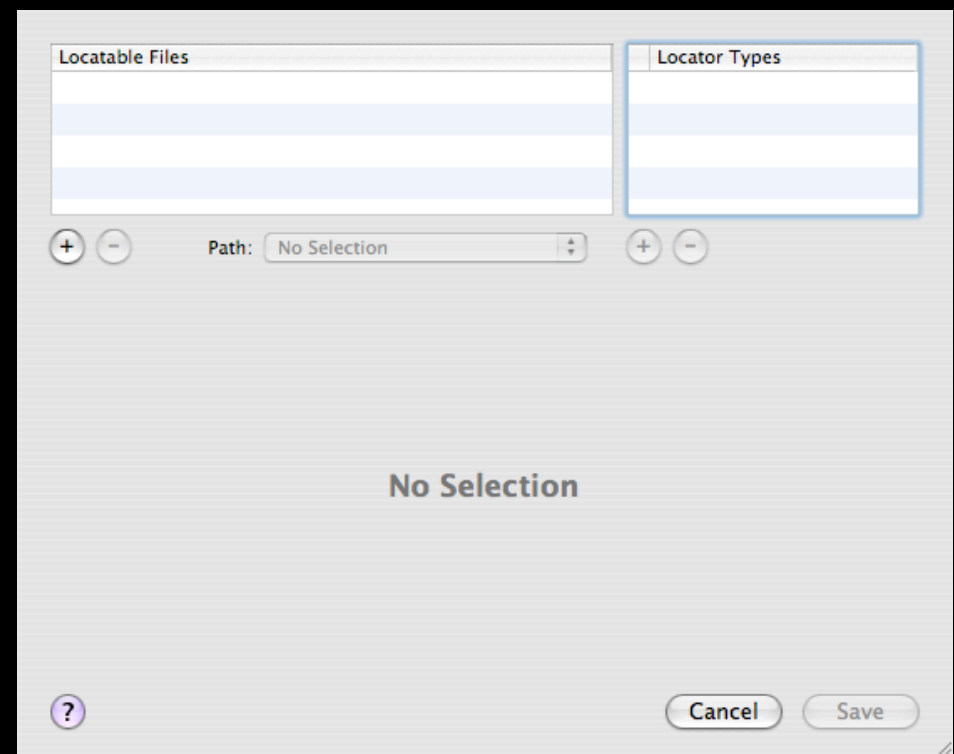 Locatable Files
Locator Types
+ − Path: No Selection + −
No Selection
? Cancel Save